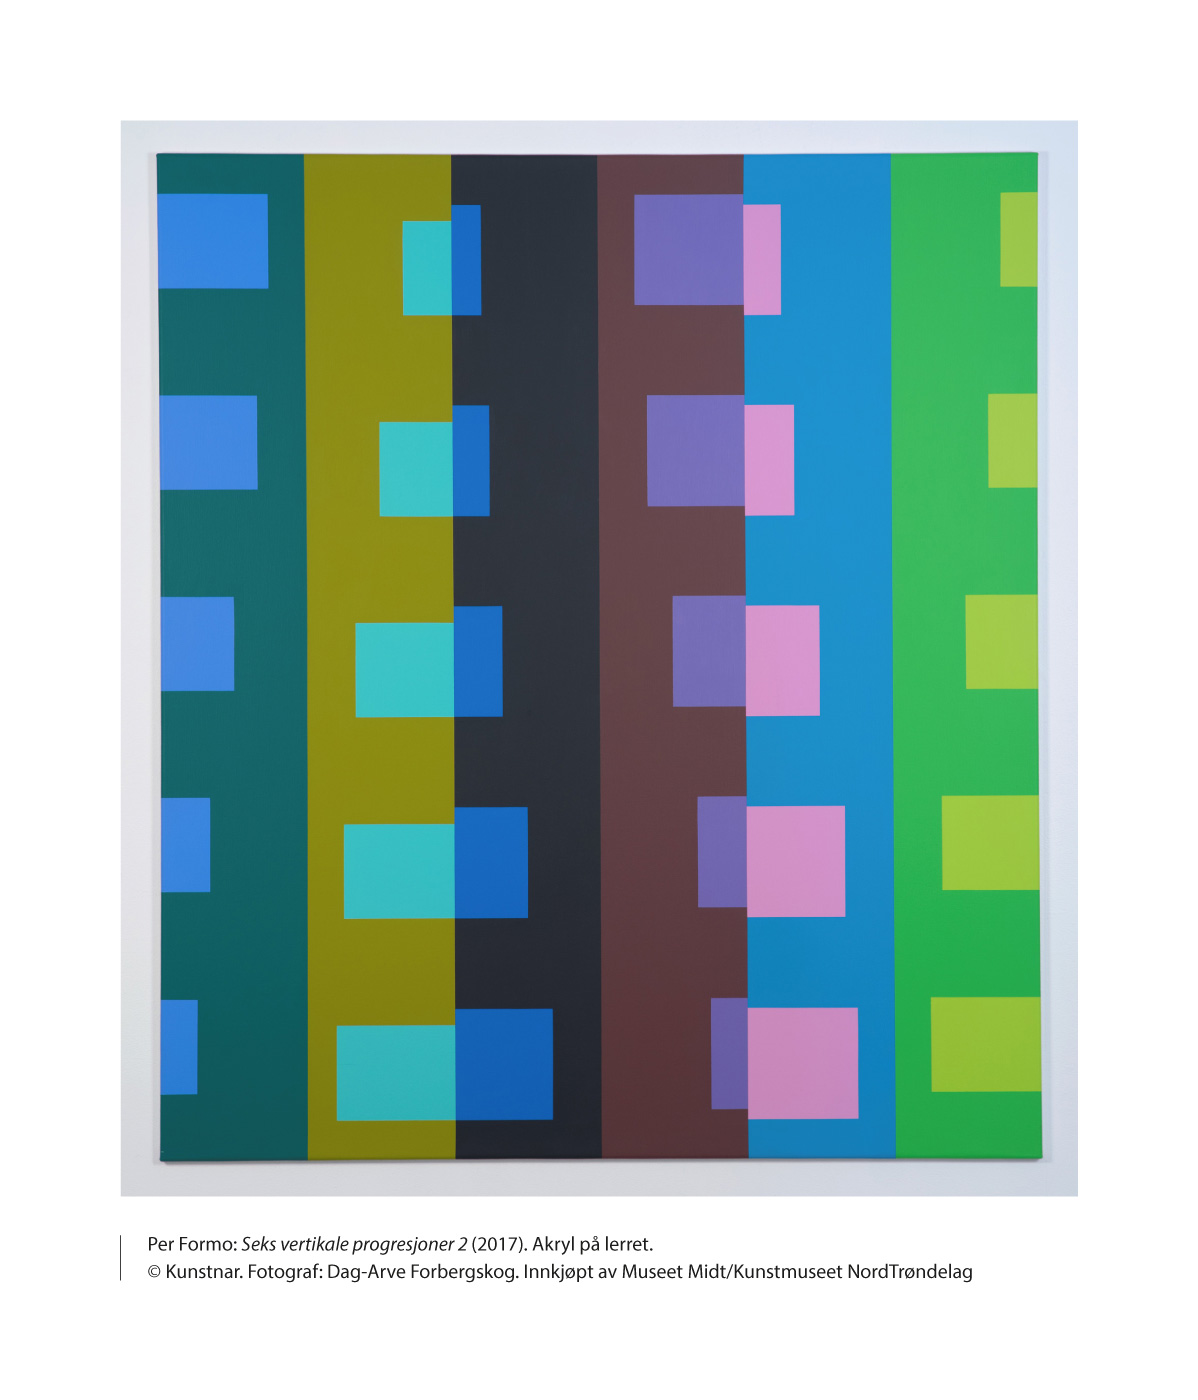 Per Formo: Seks vertikale progresjoner 2 (2017). Akryl på lerret.
© Kunstnar. Fotograf: Dag-Arve Forbergskog. Innkjøpt av Museet Midt/Kunstmuseet NordTrøndelag